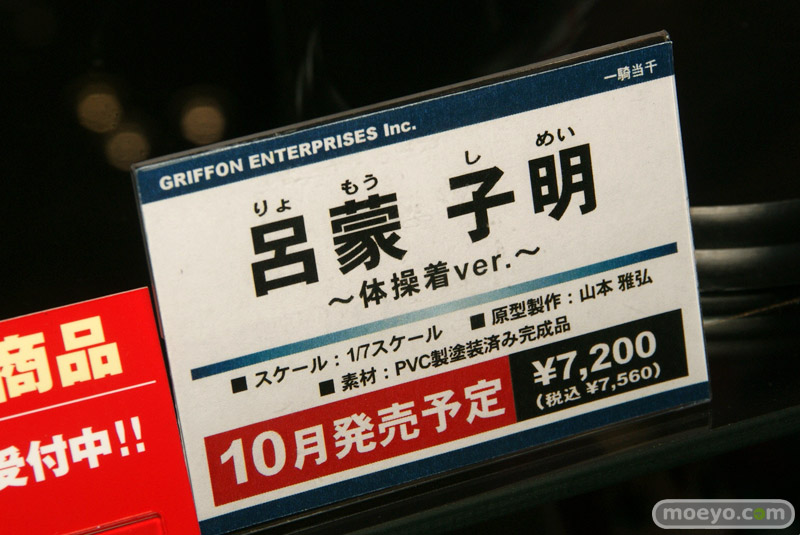 一騎当千
GRIFFON ENTERPRISES Inc.
りょ もう し めい
呂蒙 子明
〜体操着ver.〜
■ スケール：1/7スケール ■ 原型製作：山本 雅弘
■ 素材：PVC製塗装済み完成品
10月発売予定
¥7,200
(税込 ¥7,560)
商品
受付中!!
moeyo.com